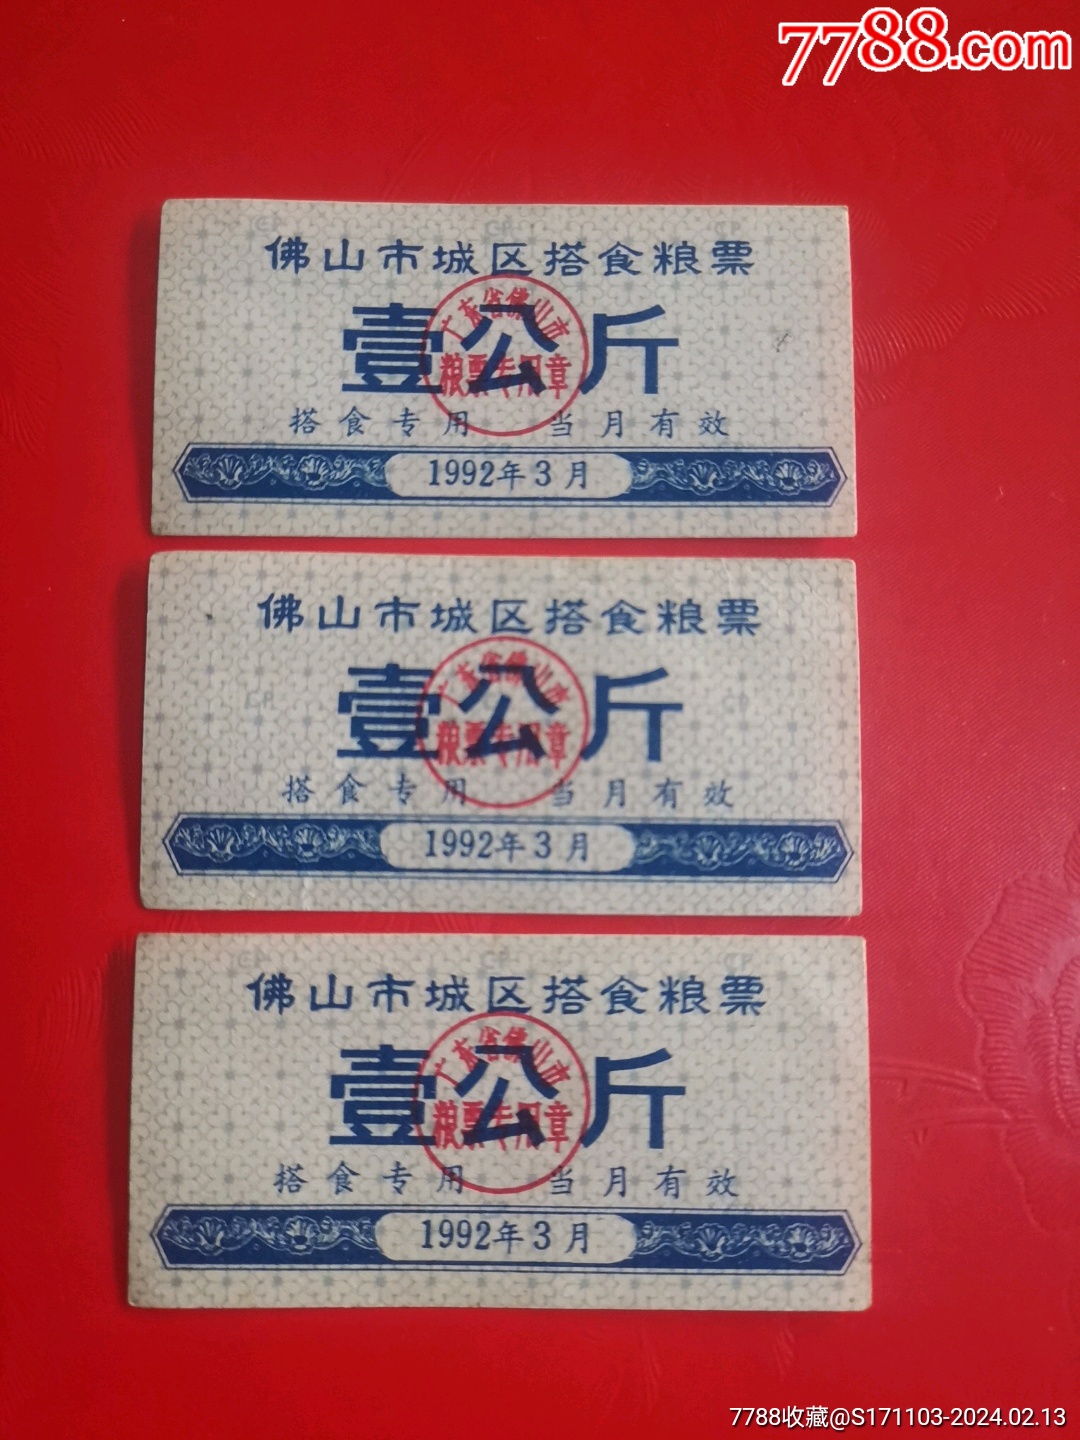 7788.com
佛山市城区搭食粮票
广东省佛山市
壹公斤
粮票专用章
搭食专用 当月有效
1992年3月
佛山市城区搭食粮票
广东省佛山市
壹公斤
粮票专用章
搭食专用 当月有效
1992年3月
佛山市城区搭食粮票
广东省佛山市
壹公斤
粮票专用章
搭食专用 当月有效
1992年3月
7788收藏@S171103-2024.02.13